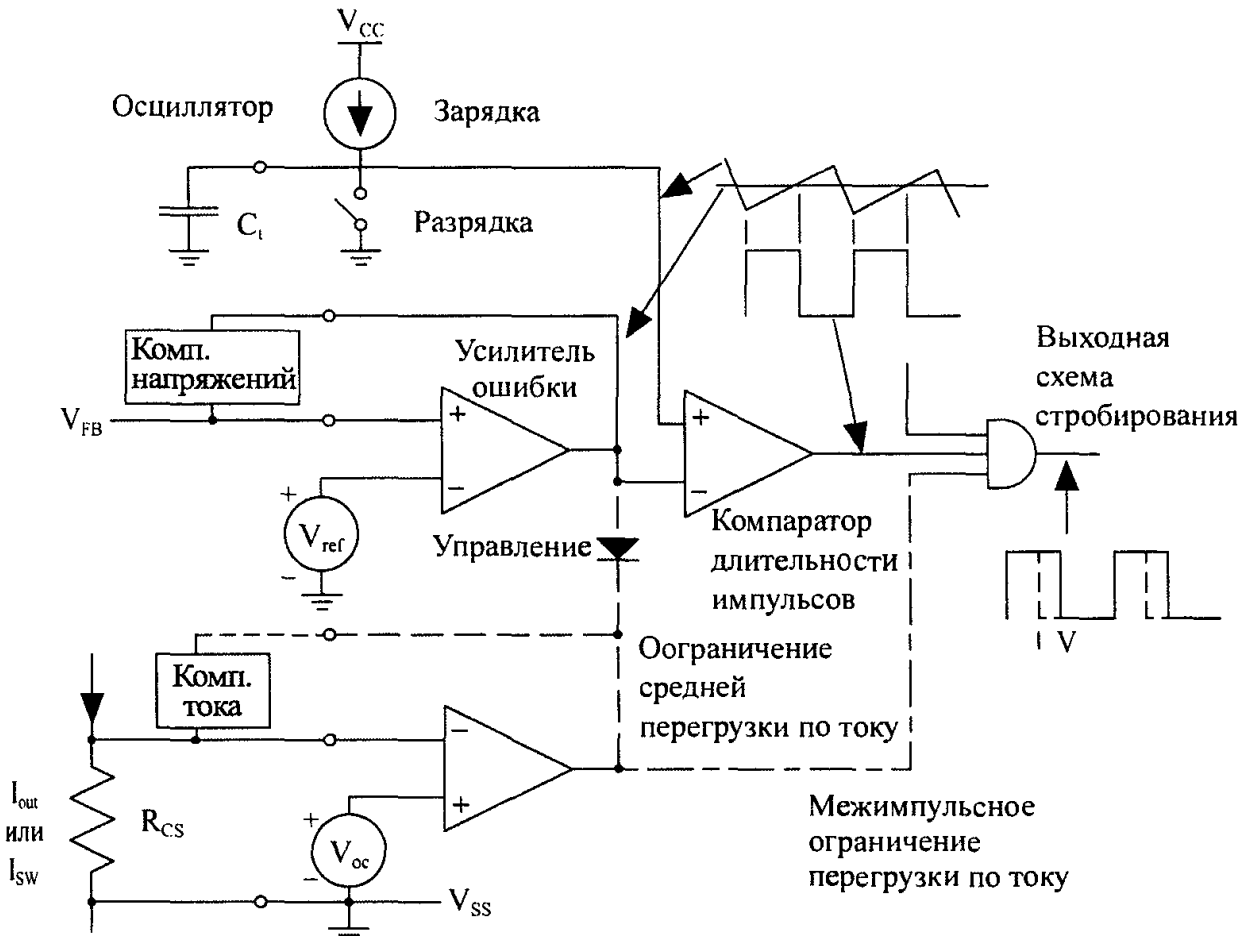 V_CC
Осциллятор
Зарядка
C_t
Разрядка
Комп.
напряжений
Усилитель
ошибки
Выходная
схема
стробирования
V_FB
+
−
+
−
+
V_ref
−
Управление
Компаратор
длительности
импульсов
V
Комп.
тока
Оограничение
средней
перегрузки по току
−
+
I_out
или
I_SW
R_CS
+
V_oc
−
Межимпульсное
ограничение
перегрузки по току
V_SS